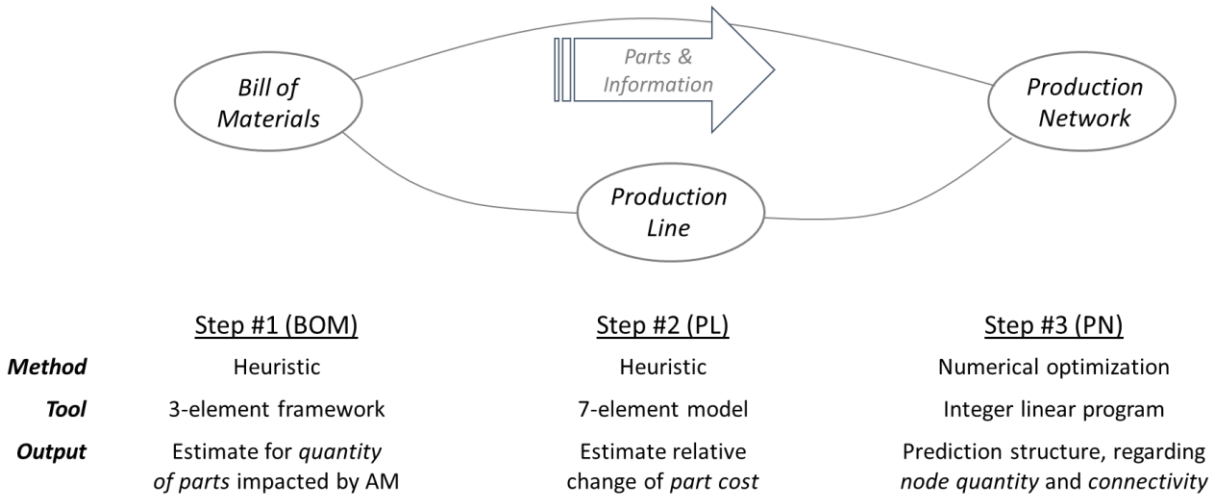 Parts &
Information
Bill of
Materials
Production
Network
Production
Line
Step #1 (BOM)
Step #2 (PL)
Step #3 (PN)
Method
Heuristic
Heuristic
Numerical optimization
Tool
3-element framework
7-element model
Integer linear program
Output
Estimate for quantity
of parts impacted by AM
Estimate relative
change of part cost
Prediction structure, regarding
node quantity and connectivity